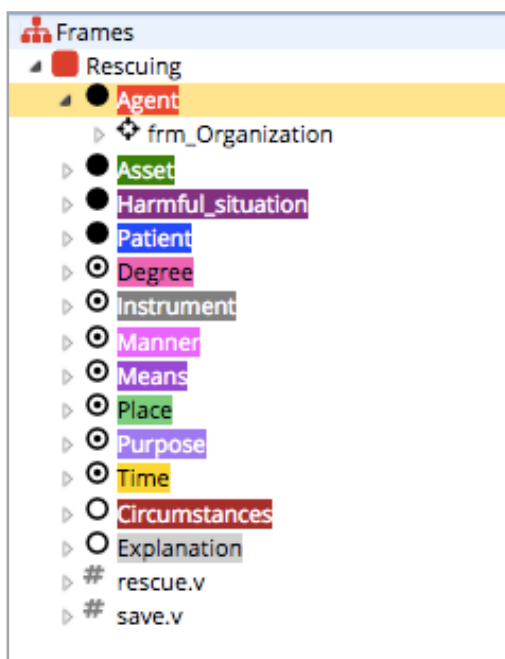 Frames
Rescuing
Agent
frm_Organization
Asset
Harmful_situation
Patient
Degree
Instrument
Manner
Means
Place
Purpose
Time
Circumstances
Explanation
# rescue.v
# save.v